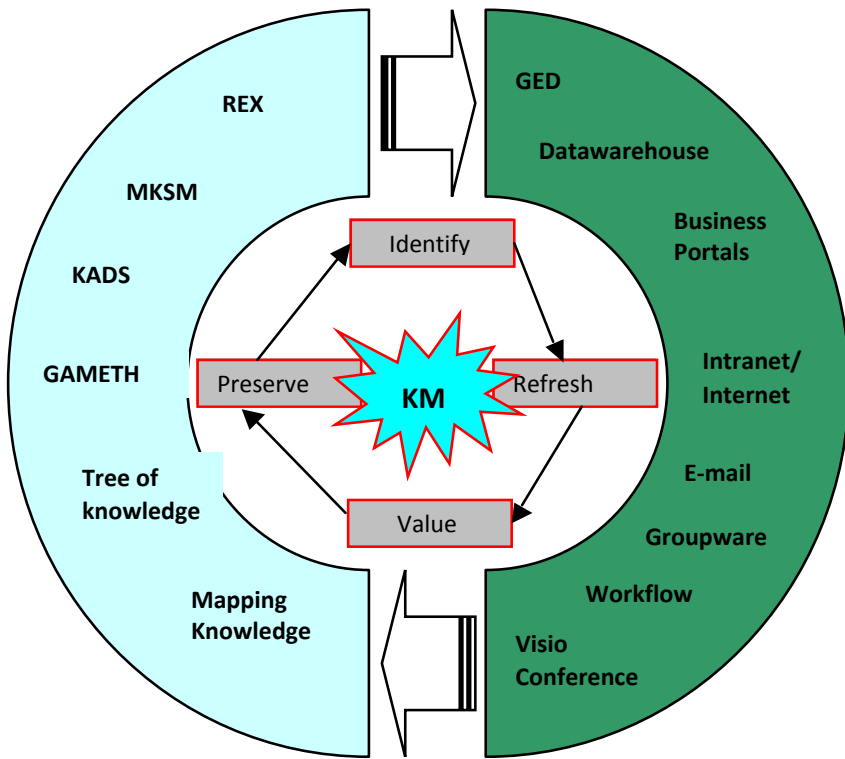 REX
MKSM
KADS
GAMETH
Tree of
knowledge
Mapping
Knowledge
Identify
Preserve
KM
Refresh
Value
GED
Datawarehouse
Business
Portals
Intranet/
Internet
E-mail
Groupware
Workflow
Visio
Conference